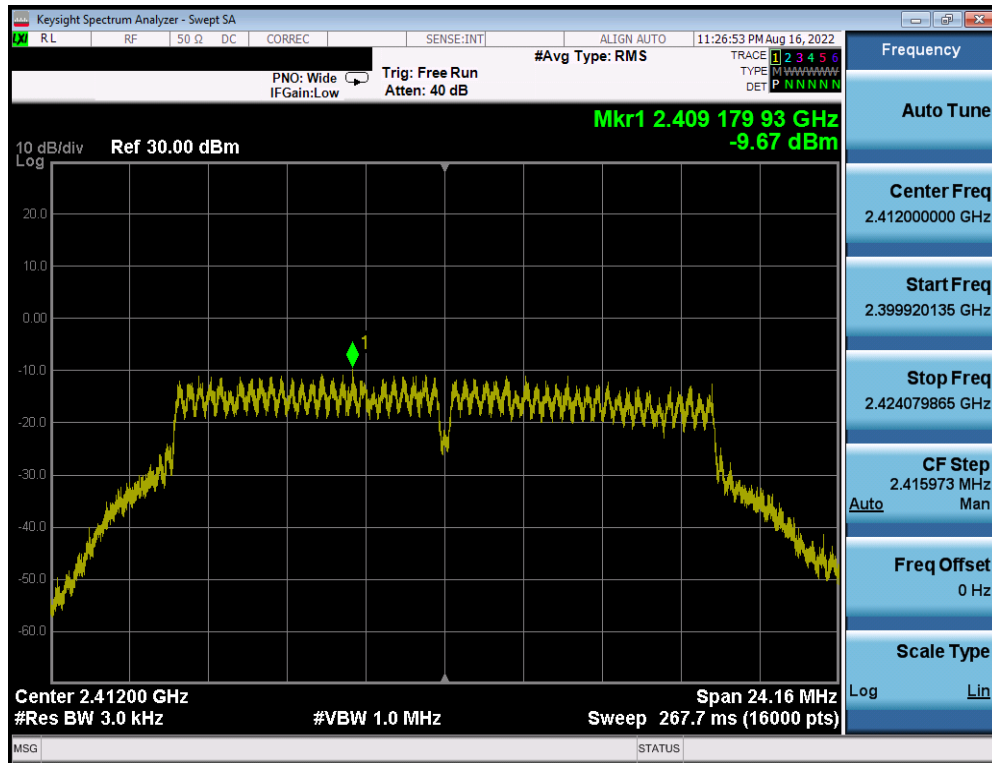 Keysight Spectrum Analyzer - Swept SA
LXI RL RF 50 Ω DC CORREC SENSE:INT ALIGN AUTO 11:26:53 PM Aug 16, 2022
#Avg Type: RMS
TRACE 1 2 3 4 5 6
PNO: Wide Trig: Free Run
TYPE M W W W W W
IFGain:Low Atten: 40 dB
DET P N N N N N
Mkr1 2.409 179 93 GHz
-9.67 dBm
10 dB/div Ref 30.00 dBm
Log
20.0
10.0
0.00
1
-10.0
-20.0
-30.0
-40.0
-50.0
-60.0
Center 2.41200 GHz Span 24.16 MHz
#Res BW 3.0 kHz #VBW 1.0 MHz Sweep 267.7 ms (16000 pts)
MSG STATUS
Frequency
Auto Tune
Center Freq
2.412000000 GHz
Start Freq
2.399920135 GHz
Stop Freq
2.424079865 GHz
CF Step
2.415973 MHz
Auto Man
Freq Offset
0 Hz
Scale Type
Log Lin